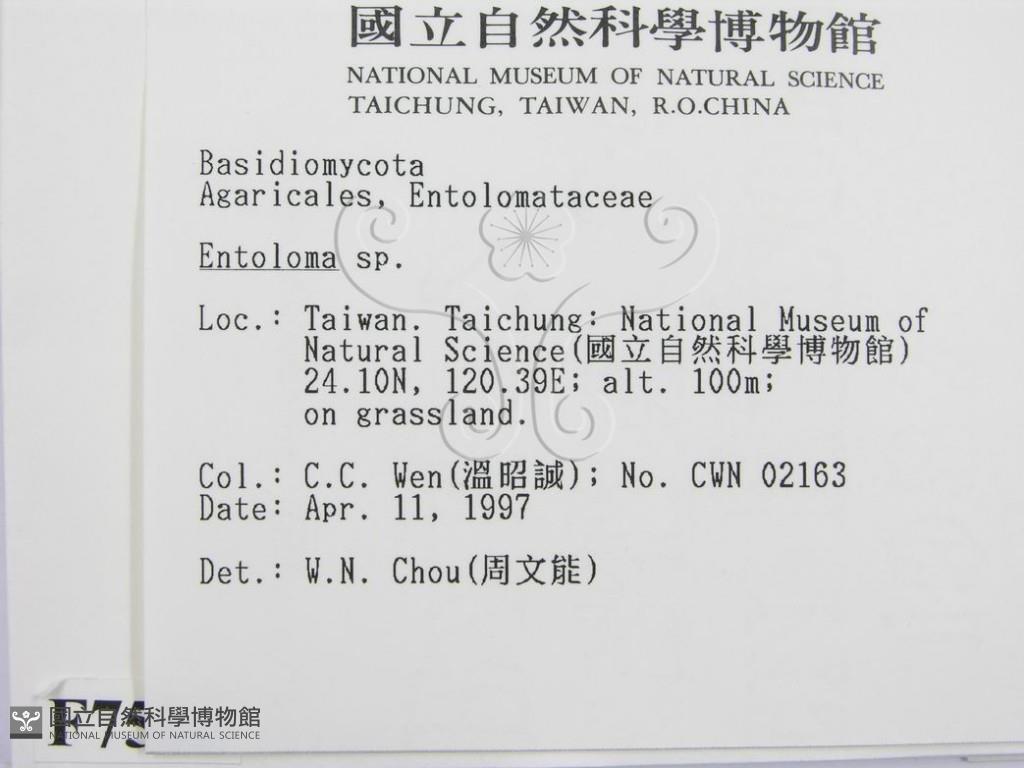 國立自然科學博物館
NATIONAL MUSEUM OF NATURAL SCIENCE
TAICHUNG, TAIWAN, R.O.CHINA
Basidiomycota
Agaricales, Entolomataceae
Entoloma sp.
Loc.: Taiwan. Taichung: National Museum of
Natural Science(國立自然科學博物館)
24.10N, 120.39E; alt. 100m;
on grassland.
Col.: C.C. Wen(溫昭誠); No. CWN 02163
Date: Apr. 11, 1997
Det.: W.N. Chou(周文能)
國立自然科學博物館
NATIONAL MUSEUM OF NATURAL SCIENCE